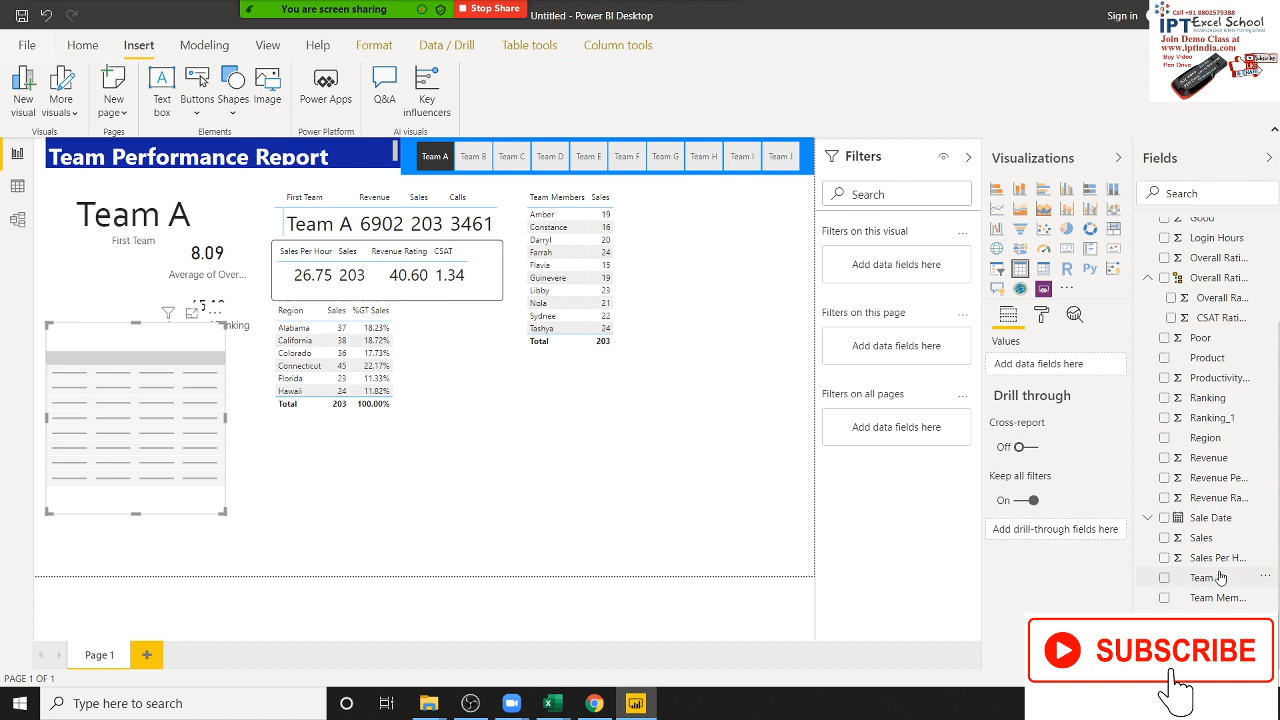 You are screen sharing
Stop Share
Untitled - Power BI Desktop
Sign in
Call +91 8802579388
IPT Excel School
Advanced Excel & MIS Training School
Join Demo Class at
www.iptindia.com
Buy Video
Pen Drive
File
Home
Insert
Modeling
View
Help
Format
Data / Drill
Table tools
Column tools
New visual
More visuals
New page
Text box
Buttons
Shapes
Image
Power Apps
Q&A
Key influencers
Visuals
Pages
Elements
Power Platform
AI visuals
Team Performance Report
Team A
Team B
Team C
Team D
Team E
Team F
Team G
Team H
Team I
Team J
Team A
First Team
8.09
Average of Over...
First Team Revenue Sales Calls
Team A 6902 203 3461
Sales Per Hour Sales Revenue Rating CSAT
26.75 203 40.60 1.34
Region Sales %GT Sales
Alabama 37 18.23%
California 38 18.72%
Colorado 36 17.73%
Connecticut 45 22.17%
Florida 23 11.33%
Hawaii 24 11.82%
Total 203 100.00%
Team Members Sales
Amber 19
Constance 16
Darryl 20
Farrah 24
Flavia 15
Guinevere 19
Libby 23
Nola 21
Sydnee 22
Tashya 24
Total 203
Filters
Search
Filters on this visual ...
Add data fields here
Filters on this page ...
Add data fields here
Filters on all pages ...
Add data fields here
Visualizations
R Py
Values
Add data fields here
Drill through
Cross-report
Off
Keep all filters
On
Add drill-through fields here
Fields
Search
Good
Login Hours
Overall Rati...
Overall Rati...
Overall Ra...
CSAT Rati...
Poor
Product
Productivity...
Ranking
Ranking_1
Region
Revenue
Revenue Pe...
Revenue Ra...
Sale Date
Sales
Sales Per H...
Team
Team Mem...
SUBSCRIBE
Page 1
PAGE 1 OF 1
Type here to search